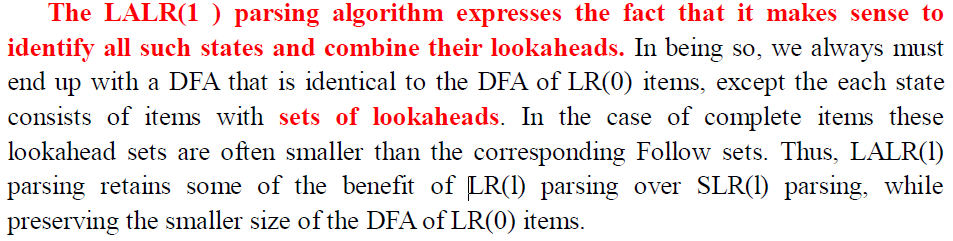 The LALR(1 ) parsing algorithm expresses the fact that it makes sense to
identify all such states and combine their lookaheads. In being so, we always must
end up with a DFA that is identical to the DFA of LR(0) items, except the each state
consists of items with sets of lookaheads. In the case of complete items these
lookahead sets are often smaller than the corresponding Follow sets. Thus, LALR(l)
parsing retains some of the benefit of LR(l) parsing over SLR(l) parsing, while
preserving the smaller size of the DFA of LR(0) items.